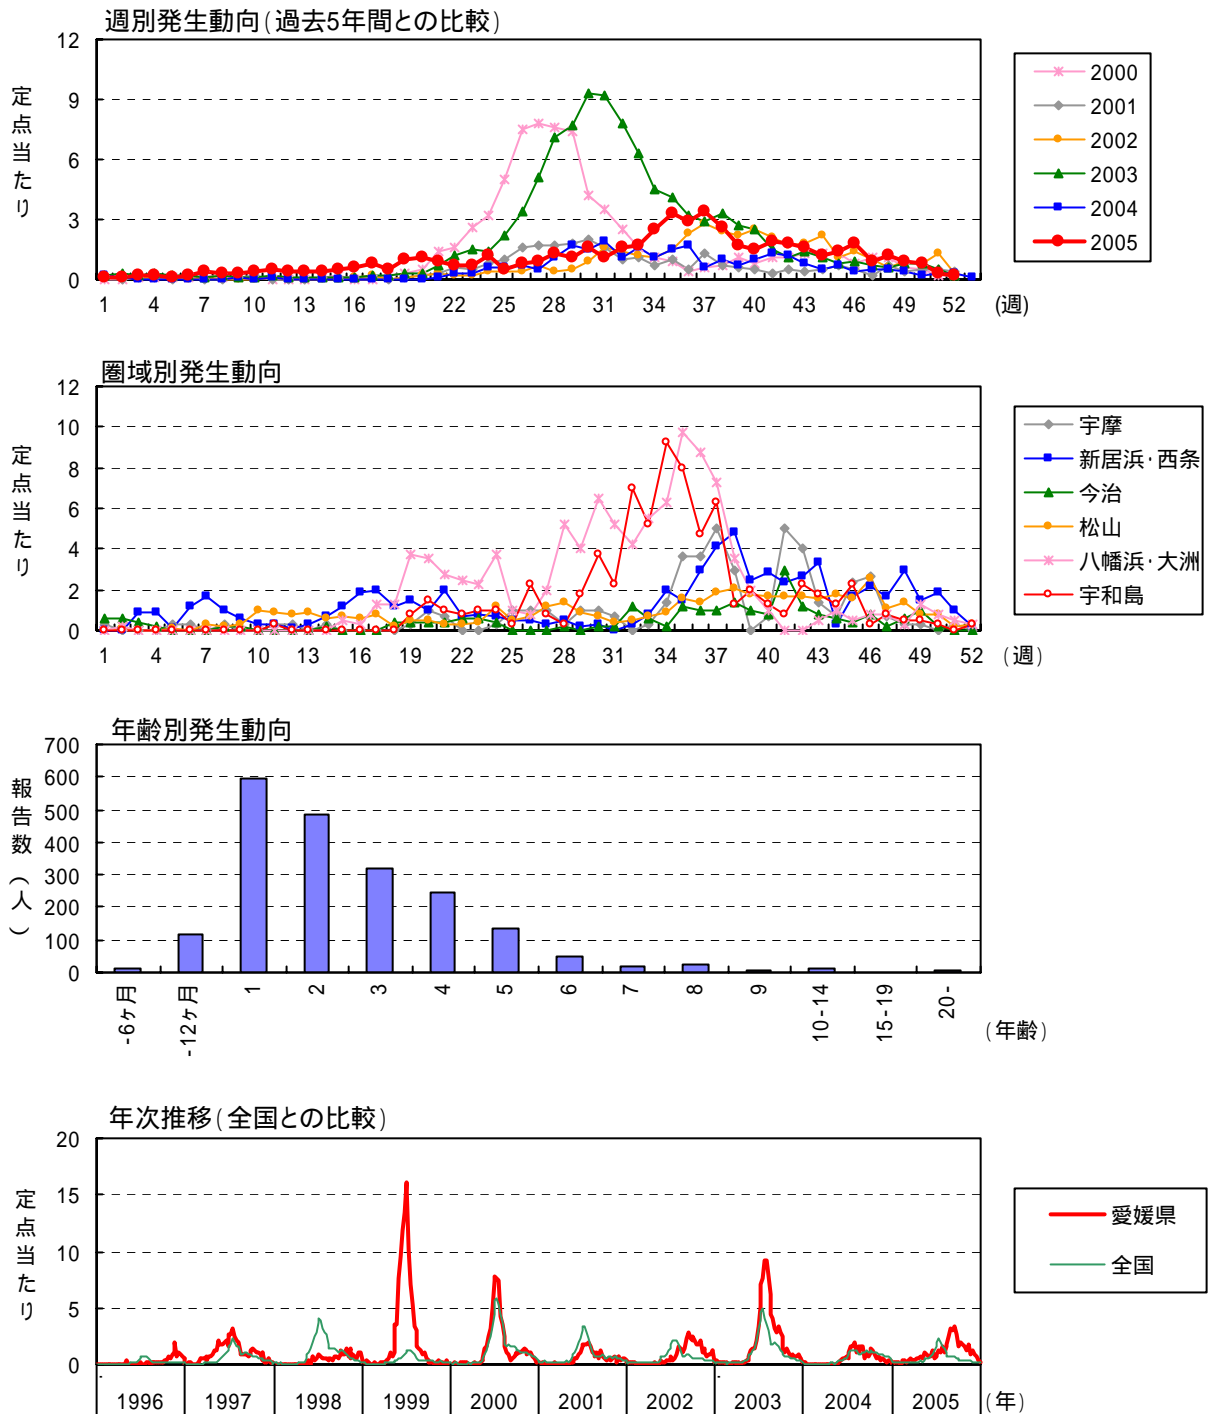 週別発生動向(過去5年間との比較)
定点当たり
12
9
6
3
0
1 4 7 10 13 16 19 22 25 28 31 34 37 40 43 46 49 52 (週)
2000
2001
2002
2003
2004
2005
圏域別発生動向
定点当たり
12
10
8
6
4
2
0
1 4 7 10 13 16 19 22 25 28 31 34 37 40 43 46 49 52 (週)
宇摩
新居浜・西条
今治
松山
八幡浜・大洲
宇和島
年齢別発生動向
報告数(人)
700
600
500
400
300
200
100
0
-6ヶ月 -12ヶ月 1 2 3 4 5 6 7 8 9 10-14 15-19 20- (年齢)
年次推移(全国との比較)
定点当たり
20
15
10
5
0
1996 1997 1998 1999 2000 2001 2002 2003 2004 2005 (年)
愛媛県
全国